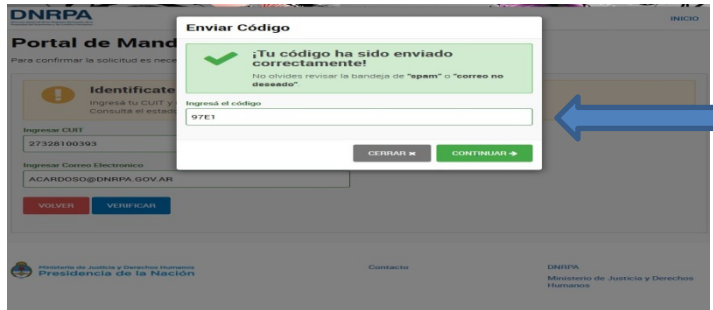 DNRPA
INICIO
Enviar Código
Portal de Mand
Para confirmar la solicitud es nece
¡Tu código ha sido enviado
correctamente!
No olvides revisar la bandeja de "spam" o "correo no
deseado".
Identificate
Ingresá tu CUIT y
Consultá el estado
Ingresá el código
97E1
Ingresar CUIT
27328100393
CERRAR ×
CONTINUAR →
Ingresar Correo Electronico
ACARDOSO@DNRPA.GOV.AR
VOLVER
VERIFICAR
Ministerio de Justicia y Derechos Humanos
Presidencia de la Nación
Contacto
DNRPA
Ministerio de Justicia y Derechos
Humanos